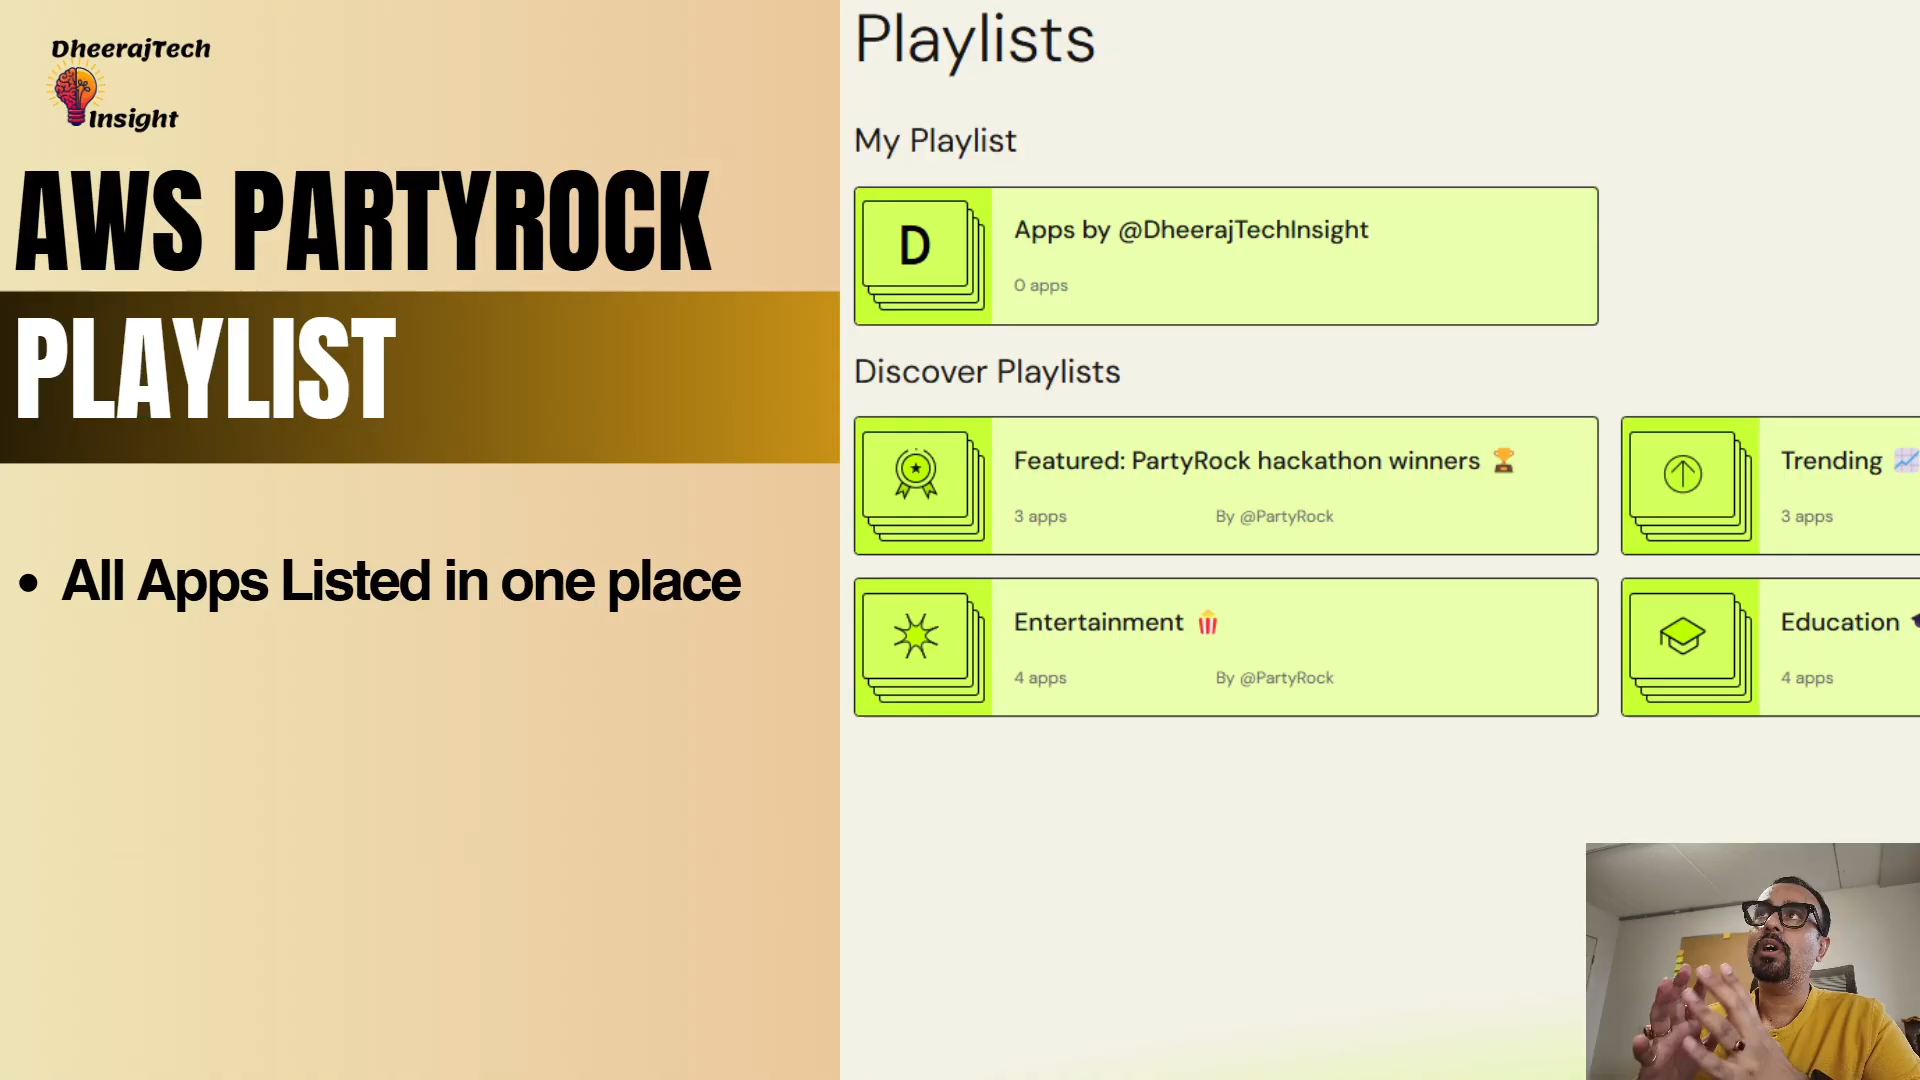 DheerajTech
Insight
AWS PARTYROCK
PLAYLIST
• All Apps Listed in one place
Playlists
My Playlist
D
Apps by @DheerajTechInsight
0 apps
Discover Playlists
Featured: PartyRock hackathon winners 🏆
3 apps By @PartyRock
Trending 📈
3 apps
Entertainment 🍿
4 apps By @PartyRock
Education
4 apps